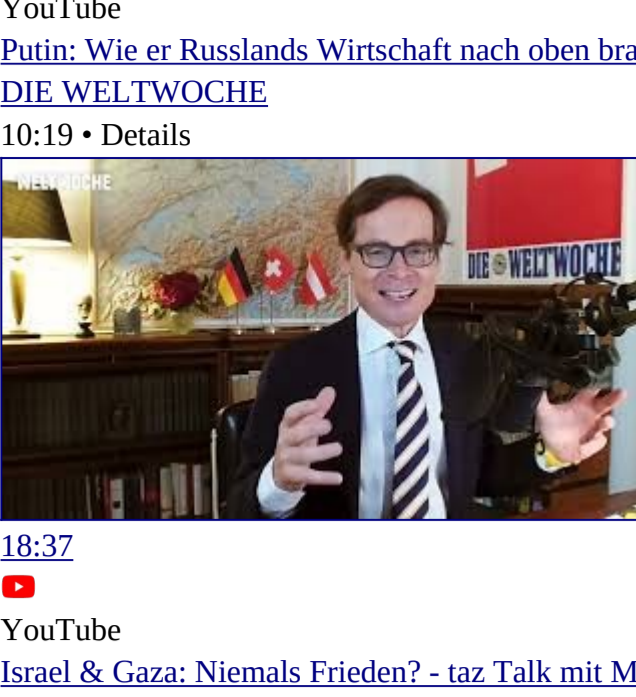 YouTube
Putin: Wie er Russlands Wirtschaft nach oben bra
DIE WELTWOCHE
10:19 • Details
WELTWOCHE
DIE WELTWOCHE
18:37
YouTube
Israel & Gaza: Niemals Frieden? - taz Talk mit M